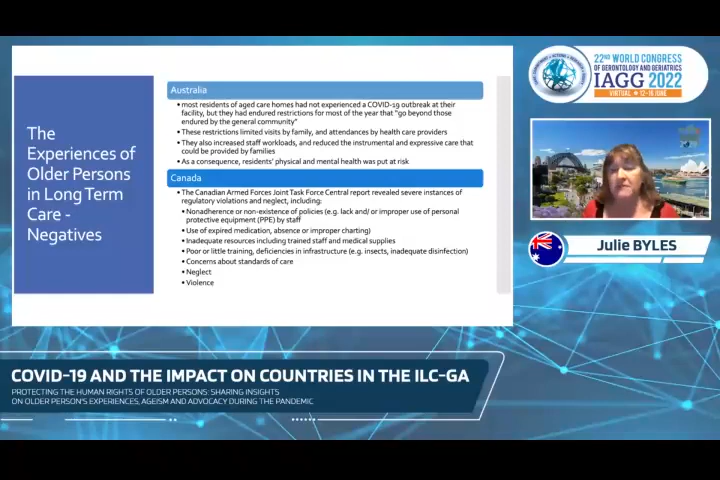 The
Experiences of
Older Persons
in Long Term
Care -
Negatives
Australia
• most residents of aged care homes had not experienced a COVID-19 outbreak at their
facility, but they had endured restrictions for most of the year that "go beyond those
endured by the general community"
• These restrictions limited visits by family, and attendances by health care providers
• They also increased staff workloads, and reduced the instrumental and expressive care that
could be provided by families
• As a consequence, residents' physical and mental health was put at risk
Canada
• The Canadian Armed Forces Joint Task Force Central report revealed severe instances of
regulatory violations and neglect, including:
• Nonadherence or non-existence of policies (e.g. lack and/ or improper use of personal
protective equipment (PPE) by staff
• Use of expired medication, absence or improper charting)
• Inadequate resources including trained staff and medical supplies
• Poor or little training, deficiencies in infrastructure (e.g. insects, inadequate disinfection)
• Concerns about standards of care
• Neglect
• Violence
22ND WORLD CONGRESS
OF GERONTOLOGY AND GERIATRICS
IAGG 2022
VIRTUAL • 12-16 JUNE
Julie BYLES
COVID-19 AND THE IMPACT ON COUNTRIES IN THE ILC-GA
PROTECTING THE HUMAN RIGHTS OF OLDER PERSONS: SHARING INSIGHTS
ON OLDER PERSON'S EXPERIENCES, AGEISM AND ADVOCACY DURING THE PANDEMIC